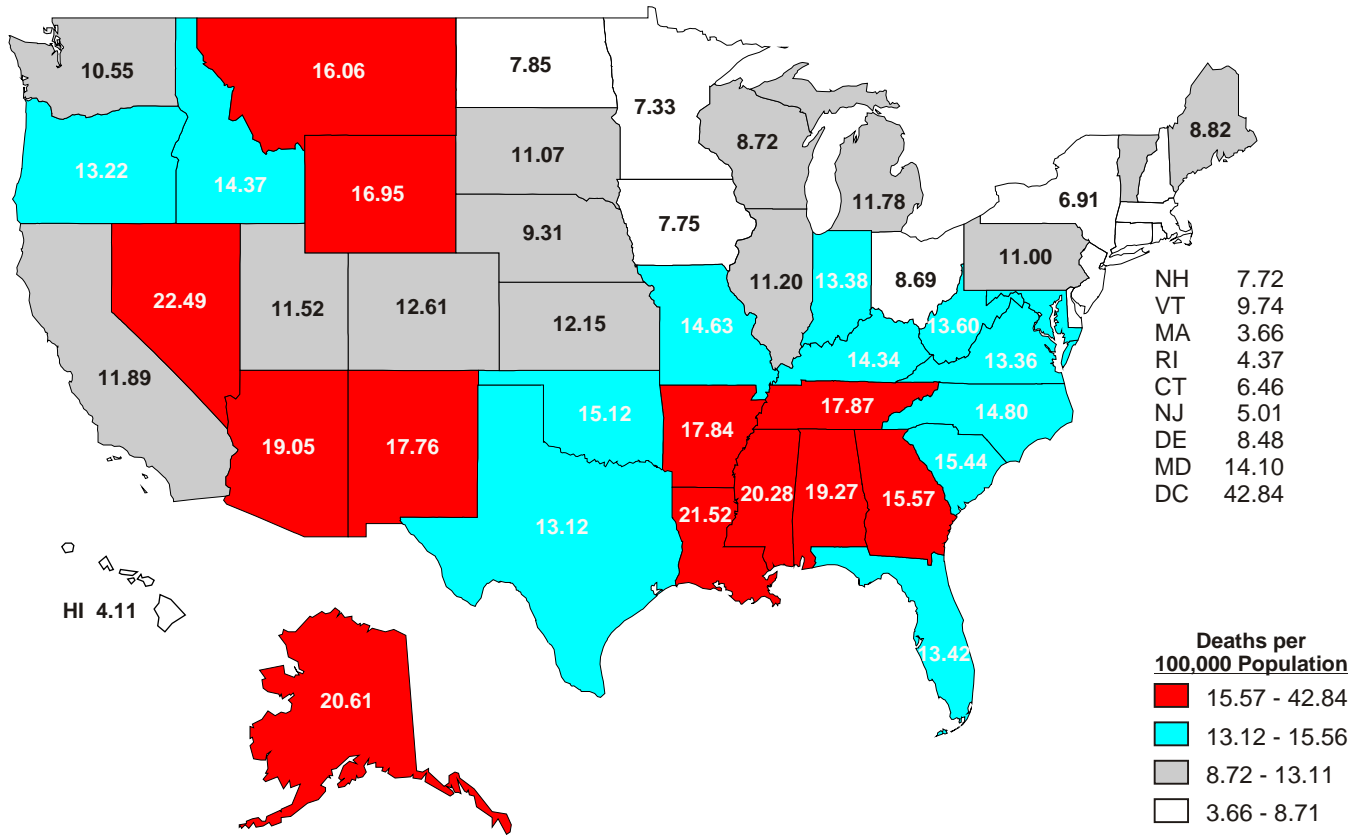 10.55
16.06
7.85
7.33
8.72
8.82
13.22
14.37
16.95
11.07
11.78
6.91
9.31
7.75
11.00
22.49
11.52
12.61
12.15
14.63
11.20
13.38
8.69
13.60
14.34
13.36
11.89
19.05
17.76
15.12
17.84
17.87
14.80
15.44
13.12
21.52
20.28
19.27
15.57
13.42
NH 7.72
VT 9.74
MA 3.66
RI 4.37
CT 6.46
NJ 5.01
DE 8.48
MD 14.10
DC 42.84
HI 4.11
20.61
Deaths per
100,000 Population
15.57 - 42.84
13.12 - 15.56
8.72 - 13.11
3.66 - 8.71